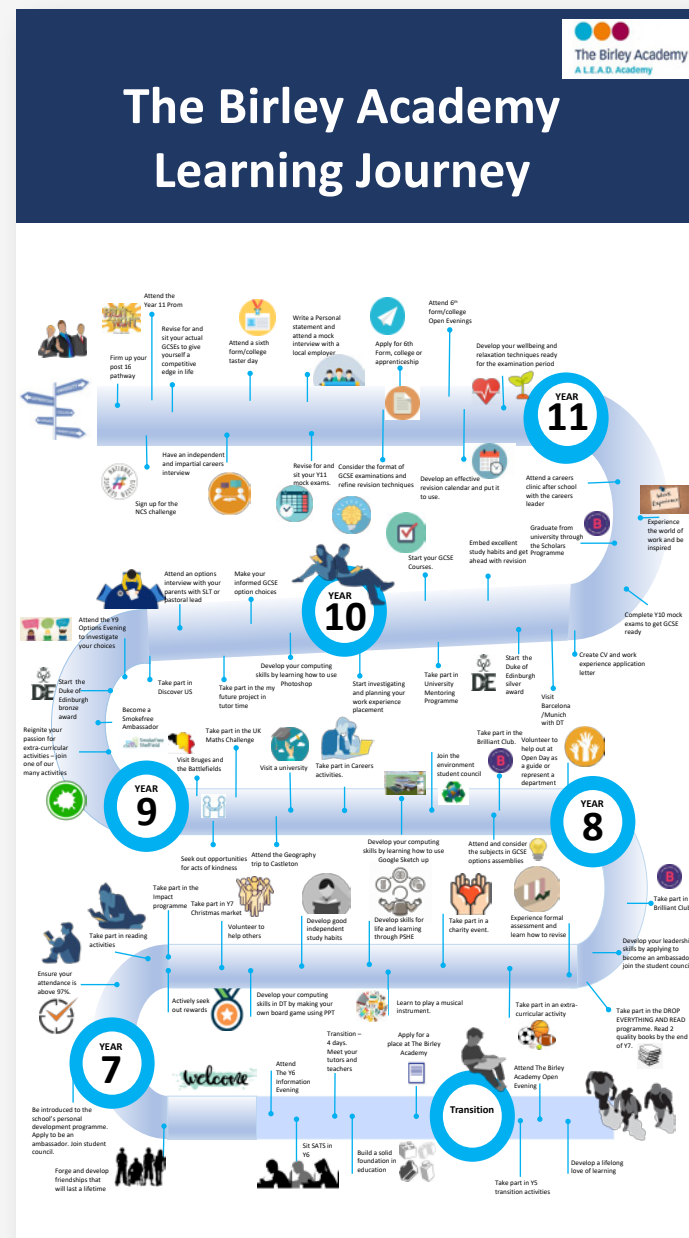 The Birley Academy
A L.E.A.D. Academy
The Birley Academy
Learning Journey
Attend the
Year 11 Prom
Firm up your
post 16
pathway
Revise for and
sit your actual
GCSEs to give
yourself a
competitive
edge in life
Attend a sixth
form/college
taster day
Write a Personal
statement and
attend a mock
interview with a
local employer
Apply for 6th
Form, college or
apprenticeship
Attend 6th
form/college
Open Evenings
Develop your wellbeing and
relaxation techniques ready
for the examination period
YEAR
11
Sign up for the
NCS challenge
Have an independent
and impartial careers
interview
Revise for and
sit your Y11
mock exams.
Consider the format of
GCSE examinations and
refine revision techniques
Develop an effective
revision calendar and put it
to use.
Attend a careers
clinic after school
with the careers
leader
Work
Experience
Experience
the world of
work and be
inspired
Graduate from
university through
the Scholars
Programme
B
Complete Y10 mock
exams to get GCSE
ready
Create CV and work
experience application
letter
Embed excellent
study habits and get
ahead with revision
Start your GCSE
Courses.
YEAR
10
Make your
informed GCSE
option choices
Attend an options
interview with your
parents with SLT or
pastoral lead
Attend the Y9
Options Evening
to investigate
your choices
Visit
Barcelona
/Munich
with DT
Start the
Duke of
Edinburgh
silver
award
DE
Take part in
University
Mentoring
Programme
Start investigating
and planning your
work experience
placement
Develop your computing
skills by learning how to use
Photoshop
Take part in the my
future project in
tutor time
Take part in
Discover US
DE
Start the
Duke of
Edinburgh
bronze
award
Become a
Smokefree
Ambassador
Reignite your
passion for
extra-curricular
activities – join
one of our
many activities
YEAR
9
Visit Bruges and
the Battlefields
Take part in the UK
Maths Challenge
Visit a university
Take part in Careers
activities.
Join the
environment
student council
Take part in the
Brilliant Club.
B
Volunteer to
help out at
Open Day as
a guide or
represent a
department
YEAR
8
Seek out opportunities
for acts of kindness
Attend the Geography
trip to Castleton
Develop your computing
skills by learning how to use
Google Sketch up
Attend and consider
the subjects in GCSE
options assemblies
B
Take part in
Brilliant Club
Develop your leadership
skills by applying to
become an ambassador
join the student council
Take part in the DROP
EVERYTHING AND READ
programme. Read 2
quality books by the end
of Y7.
Experience formal
assessment and
learn how to revise
Take part in a
charity event.
Develop skills for
life and learning
through PSHE
Develop good
independent
study habits
Volunteer to
help others
Take part in Y7
Christmas market
Take part in the
Impact
programme
Take part in reading
activities
Ensure your
attendance is
above 97%.
Actively seek
out rewards
Develop your computing
skills in DT by making your
own board game using PPT
Learn to play a musical
instrument.
Take part in an extra-
curricular activity
YEAR
7
Be introduced to the
school's personal
development programme.
Apply to be an
ambassador. Join student
council.
Forge and develop
friendships that
will last a lifetime
welcome
Attend
The Y6
Information
Evening
Transition –
4 days.
Meet your
tutors and
teachers
Apply for a
place at The Birley
Academy
Transition
Attend The Birley
Academy Open
Evening
Sit SATS in
Y6
Build a solid
foundation in
education
Take part in Y5
transition activities
Develop a lifelong
love of learning